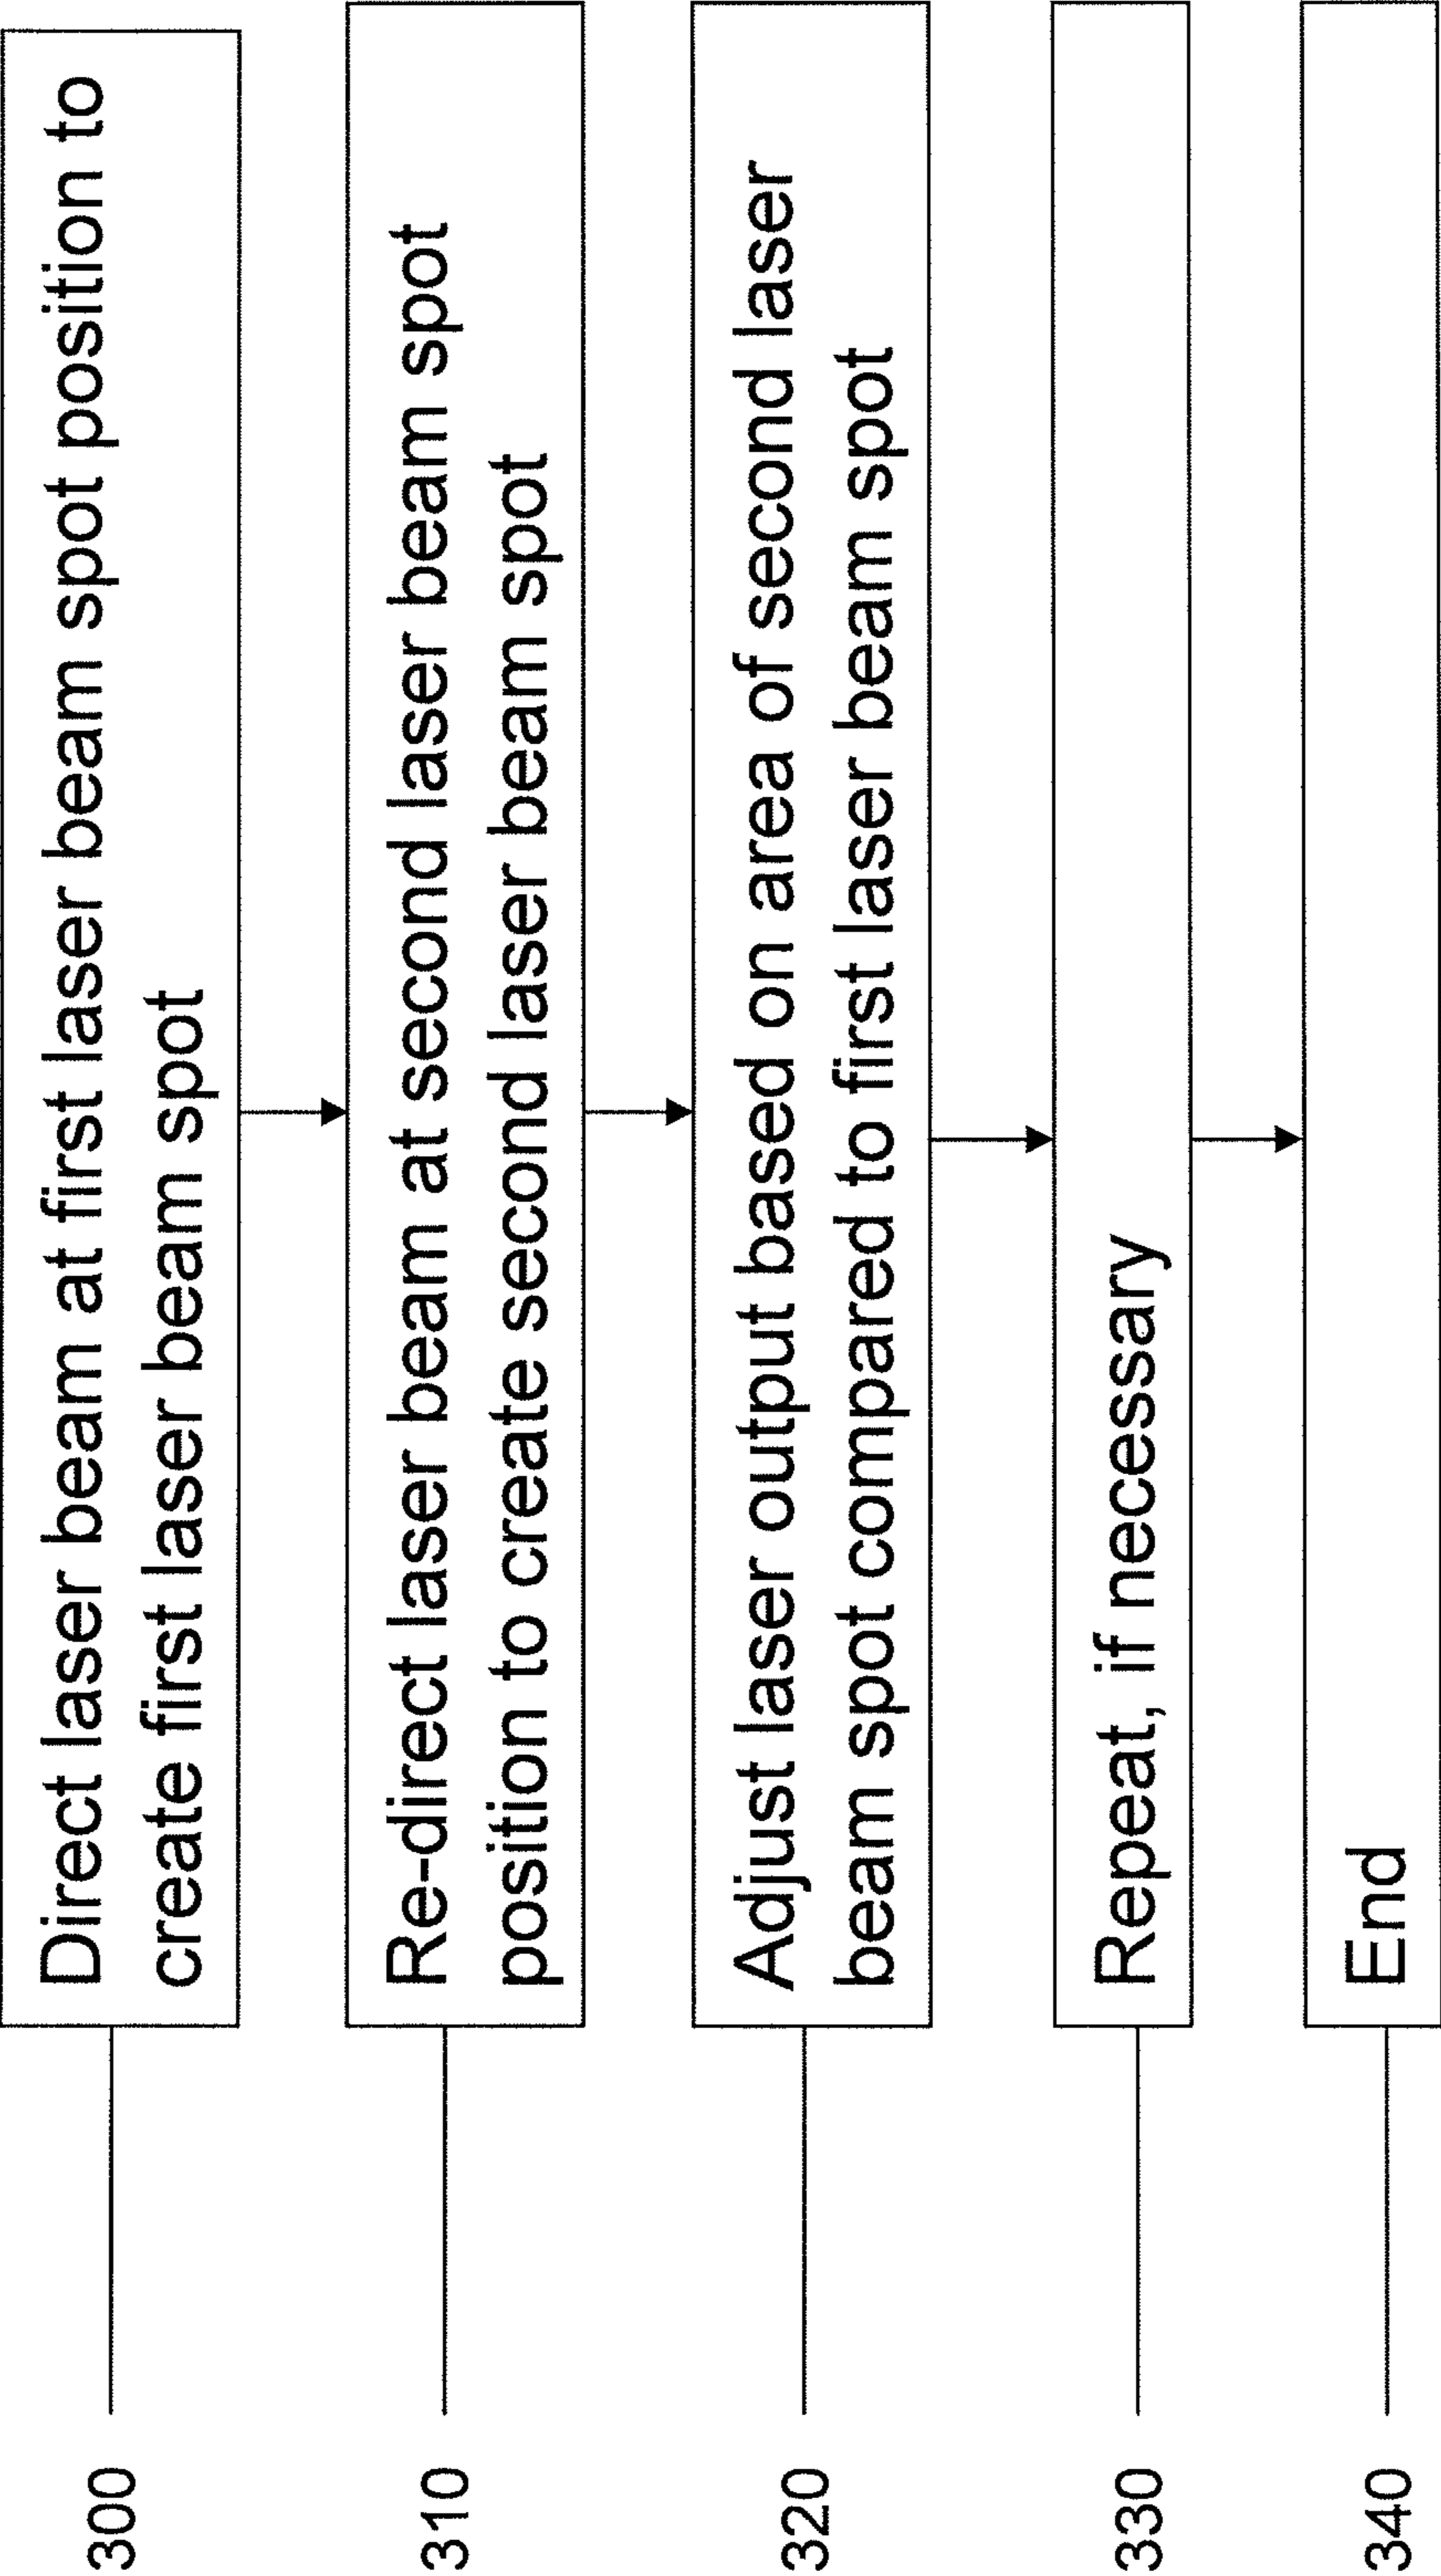 300
Direct laser beam at first laser beam spot position to
create first laser beam spot
310
Re-direct laser beam at second laser beam spot
position to create second laser beam spot
320
Adjust laser output based on area of second laser
beam spot compared to first laser beam spot
330
Repeat, if necessary
340
End